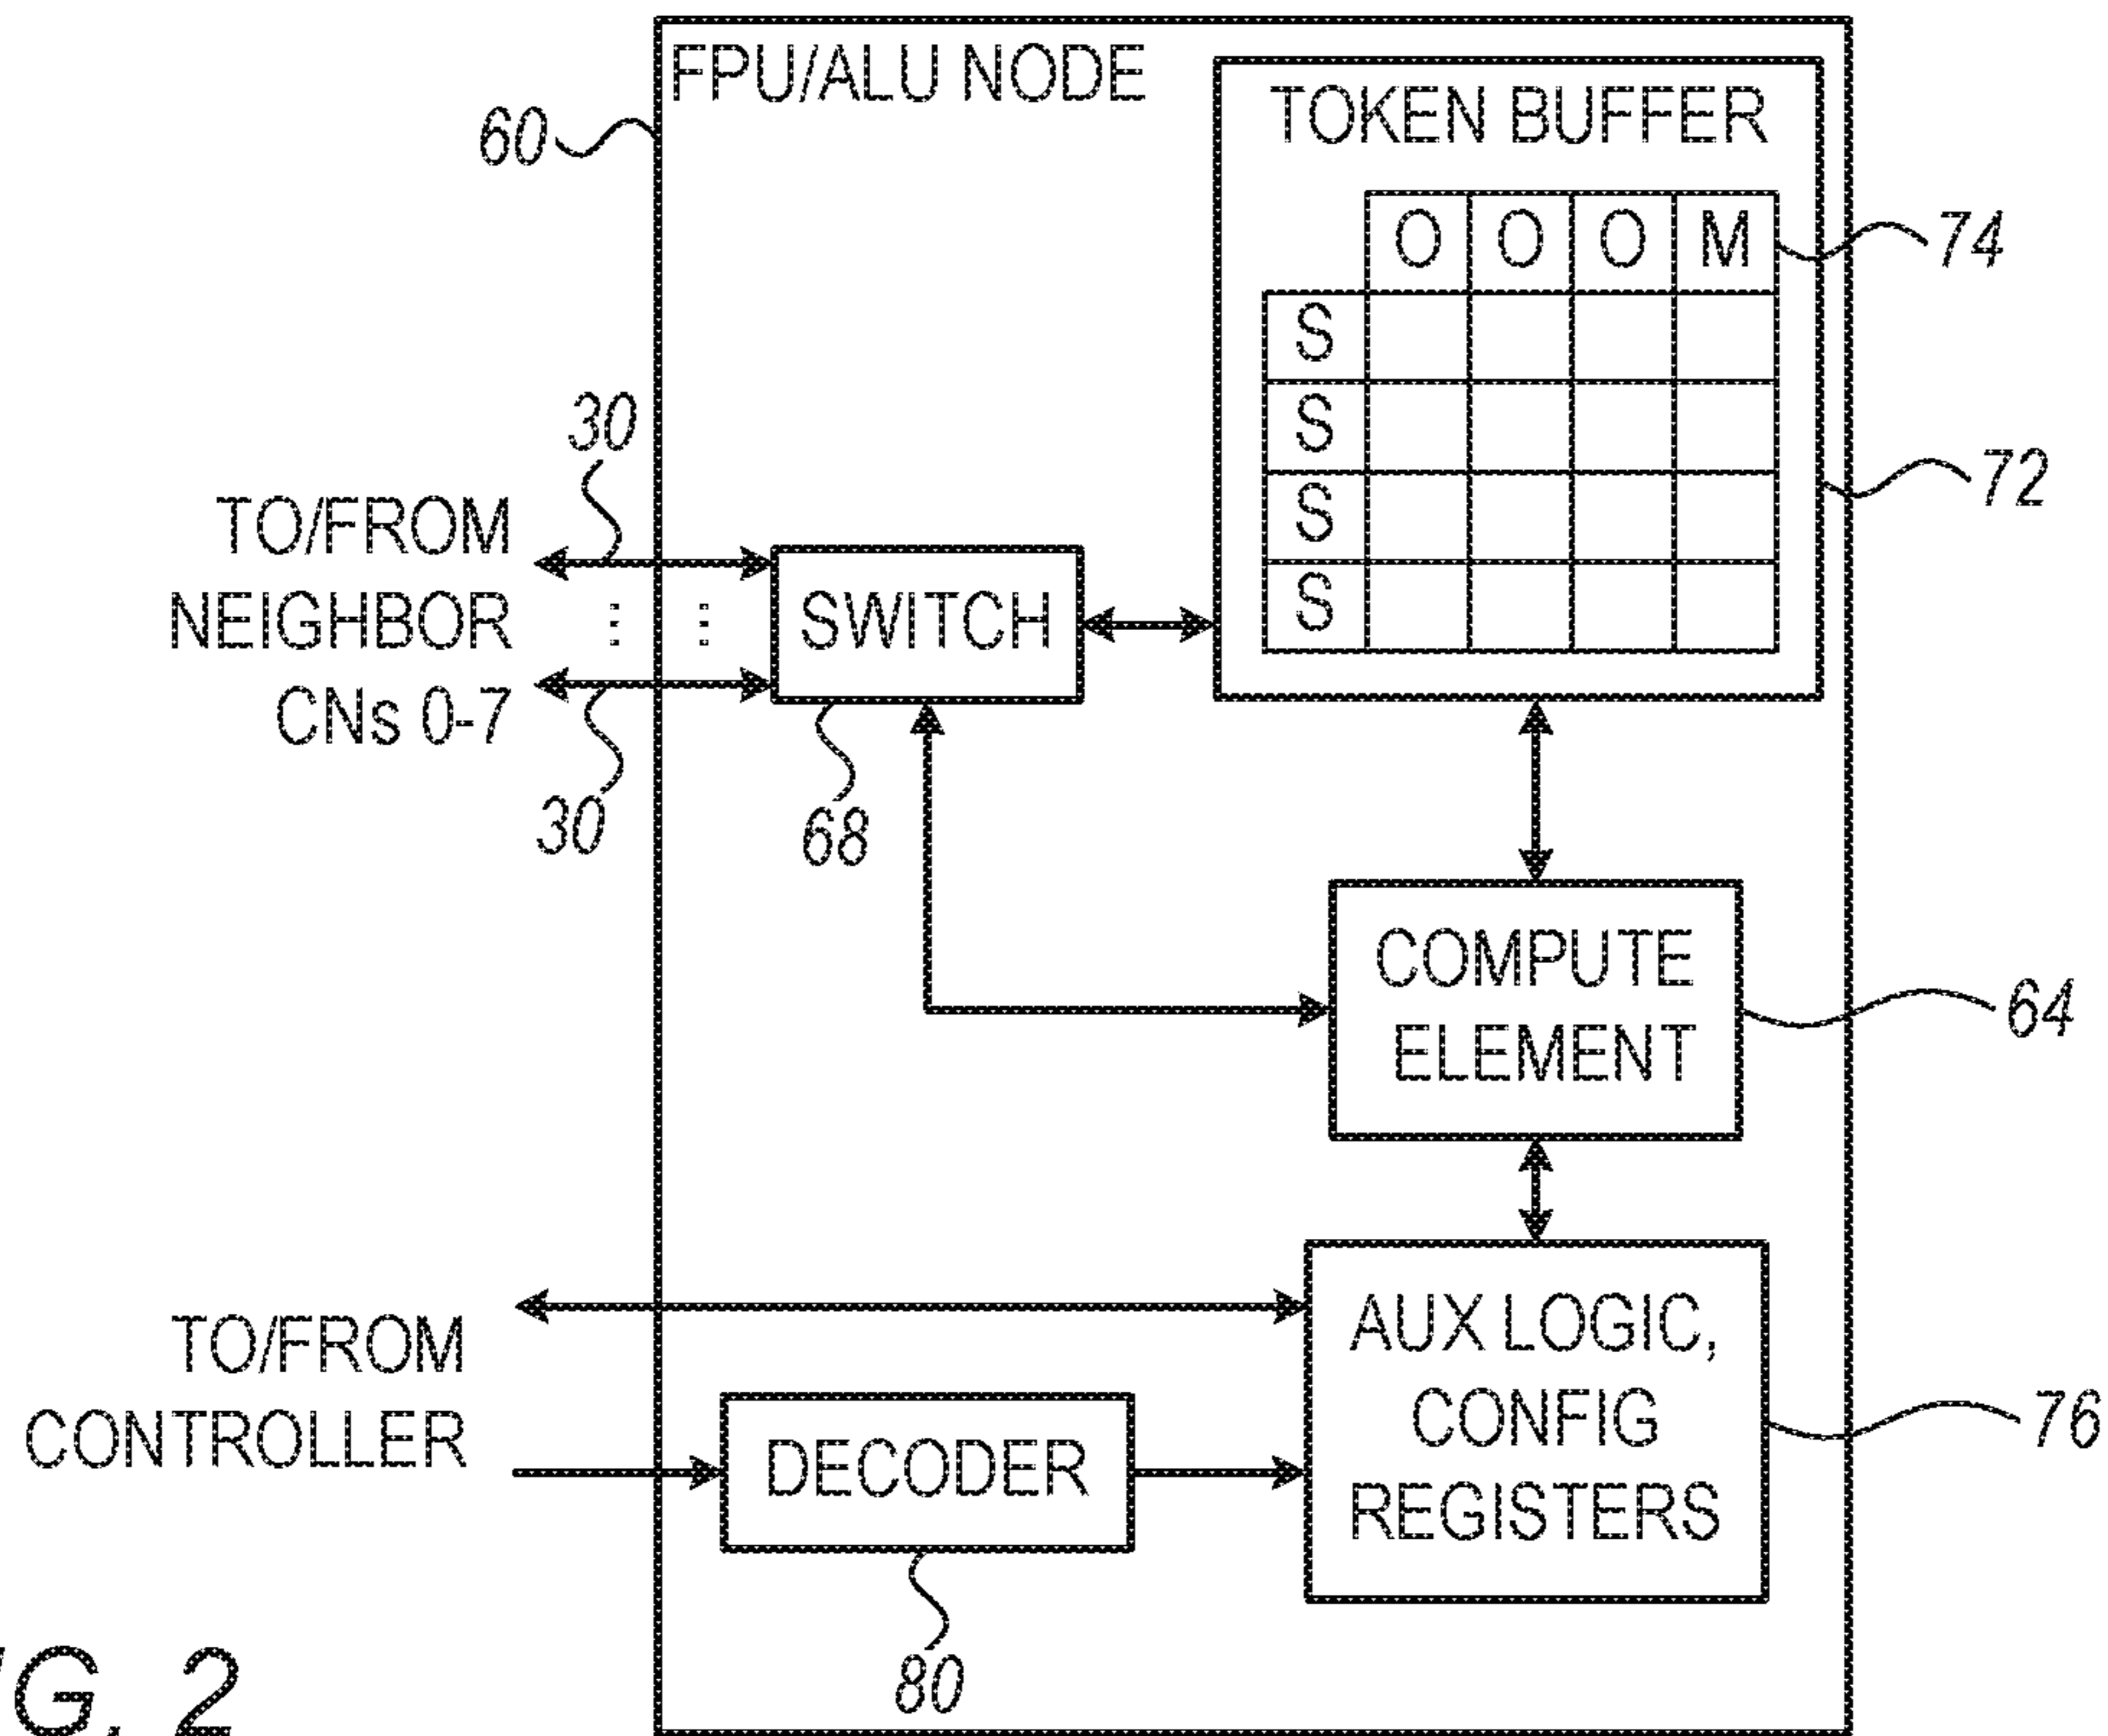 FPU/ALU NODE
TOKEN BUFFER
60
O O O M
74
S
S
S
S
72
30
TO/FROM
NEIGHBOR
CNs 0-7
SWITCH
30
68
COMPUTE
ELEMENT
64
TO/FROM
CONTROLLER
AUX LOGIC,
CONFIG
REGISTERS
76
DECODER
80
G. 2